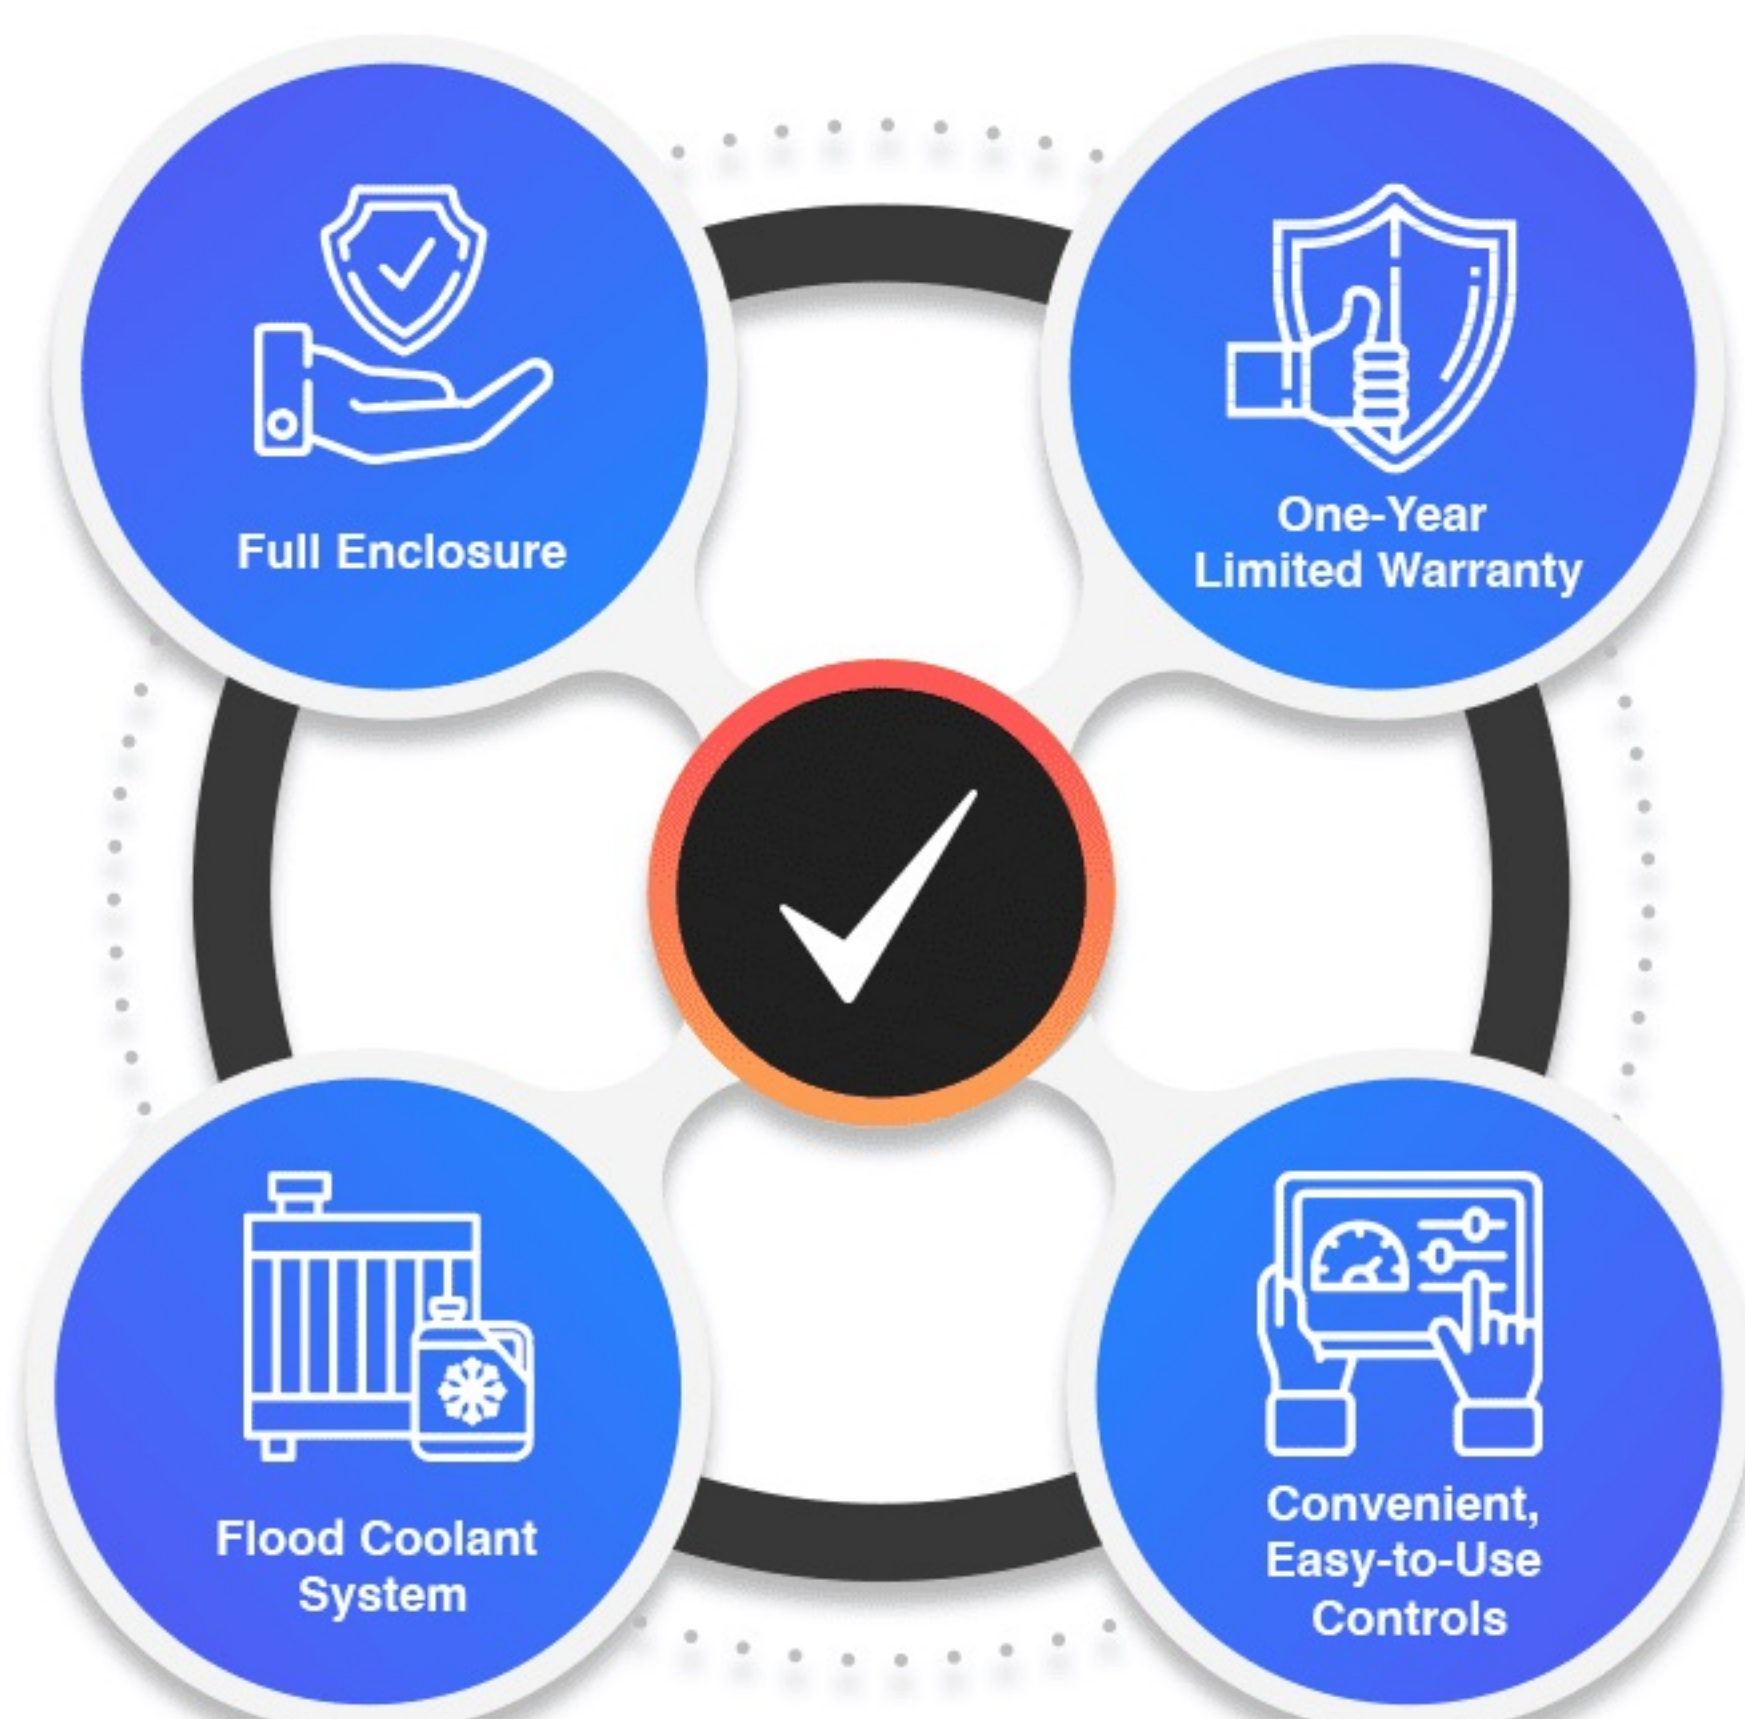 Full Enclosure
One-Year
Limited Warranty
Flood Coolant
System
Convenient,
Easy-to-Use
Controls